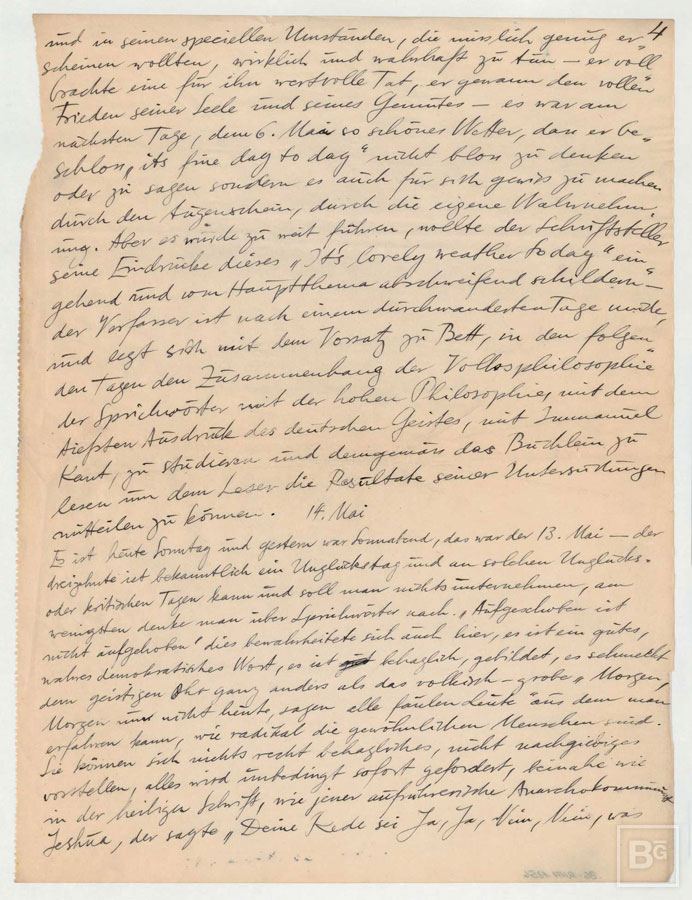 4
und in seinen speciellen Umständen, die misslich genug er
scheinen wollten, wirklich und wahrhaft zu tun — er voll
brachte eine für ihn wertvolle Tat, er gewann den vollen
Frieden seiner Seele und seines Gemütes — es war am
nächsten Tage, dem 6. Mai so schönes Wetter, dass er be„
schloss „its fine day to day“ nicht bloss zu denken
oder zu sagen sondern es auch für sich gewiss zu machen
durch den Augenschein, durch die eigene Wahrnehm„
ung. Aber es würde zu weit führen, wollte der Schriftsteller
seine Eindrücke dieses „It's lovely weather to day“ ein„
gehend und vom Hauptthema abschweifend schildern —
der Verfasser ist nach einem durchwanderten Tage müde,
und legt sich mit dem Vorsatz zu Bett, in den folgen„
den Tagen den Zusammenhang der Volksphilosophie
der Sprichwörter mit der hohen Philosophie, mit dem
tiefsten Ausdruck des deutschen Geistes, mit Immanuel
Kant, zu studieren und demgemäss das Büchlein zu
lesen um dem Leser die Resultate seiner Untersuchungen
mitteilen zu können. 14. Mai
Es ist heute Sonntag und gestern war Sonnabend, das war der 13. Mai — der
dreizehnte ist bekanntlich ein Unglückstag und an solchen Unglücks-
oder kritischen Tagen kann und soll man nichts unternehmen, am
wenigsten denke man über Sprichwörter nach. „Aufgeschoben ist
nicht aufgehoben“ dies bewahrheitete sich auch hier, es ist ein gutes,
wahres demokratisches Wort, es ist behaglich, gebildet, es schmeckt
dem geistigen Ohr ganz anders als das völkisch-grobe „Morgen,
Morgen nur nicht heute, sagen alle faulen Leute“ aus dem man
erfahren kann, wie radikal die gewöhnlichen Menschen sind.
Sie können sich nichts recht behagliches, nicht nachgiebiges
vorstellen, alles wird unbedingt sofort gefordert, beinahe wie
in der heiligen Schrift, wie jener aufrührerische Anarchokommunist
Jeshua, der sagte „Deine Rede sei Ja, Ja, Nein, Nein, was
BG